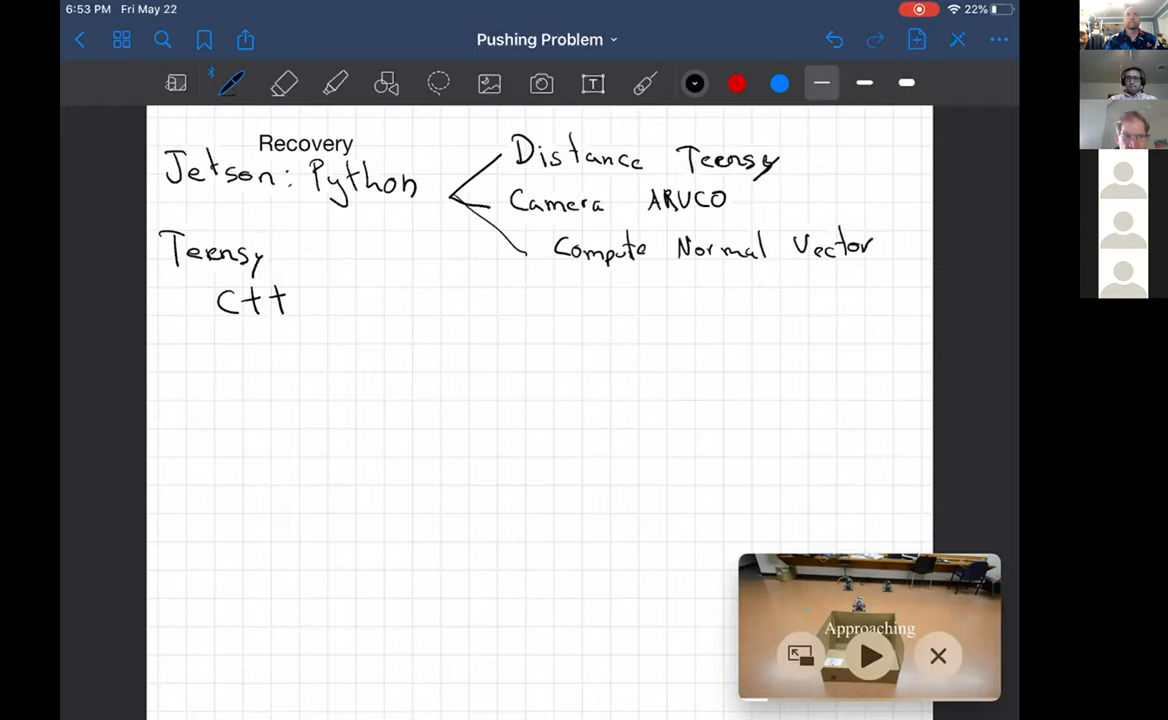 6:53 PM Fri May 22
22%
Pushing Problem
T
Recovery
Jetson: Python
Distance Teensy
Camera ARUCO
Compute Normal Vector
Teensy
C++
Approaching